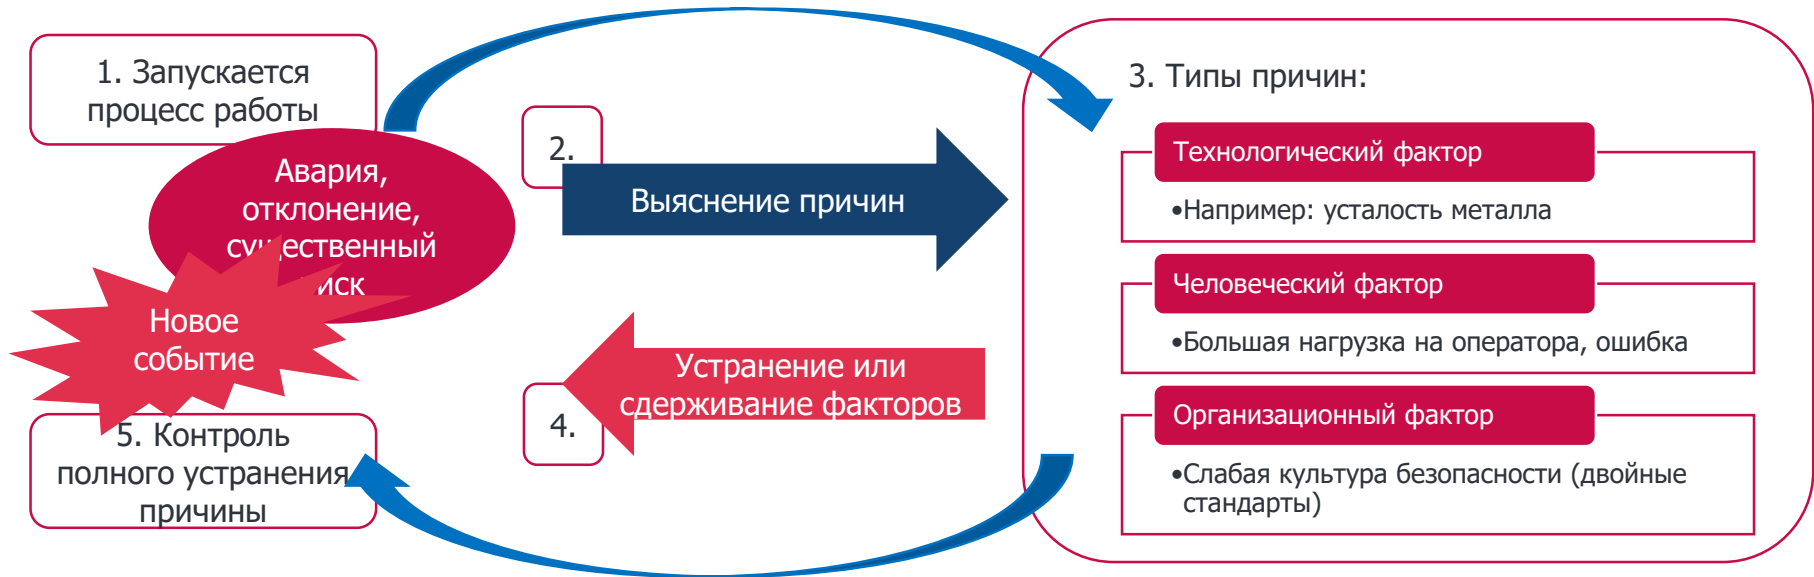 1. Запускается
процесс работы
Авария,
отклонение,
существенный
риск
Новое
событие
5. Контроль
полного устранения
причины
2.
Выяснение причин
Устранение или
сдерживание факторов
4.
3. Типы причин:
Технологический фактор
•Например: усталость металла
Человеческий фактор
•Большая нагрузка на оператора, ошибка
Организационный фактор
•Слабая культура безопасности (двойные
стандарты)